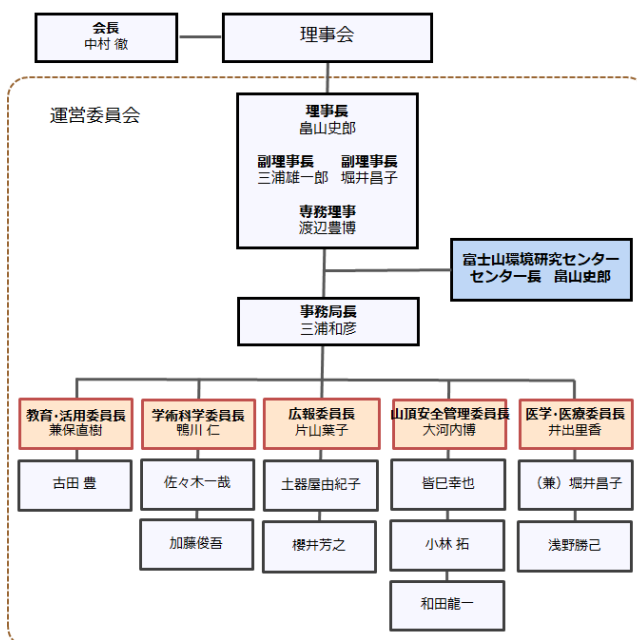 会長
中村 徹
理事会
運営委員会
理事長
畠山史郎
副理事長 副理事長
三浦雄一郎 堀井昌子
専務理事
渡辺豊博
富士山環境研究センター
センター長 畠山史郎
事務局長
三浦和彦
教育・活用委員長
兼保直樹
学術科学委員長
鴨川 仁
広報委員長
片山葉子
山頂安全管理委員長
大河内博
医学・医療委員長
井出里香
古田 豊
佐々木一哉
土器屋由紀子
皆巳幸也
（兼）堀井昌子
加藤俊吾
櫻井芳之
小林 拓
浅野勝己
和田龍一